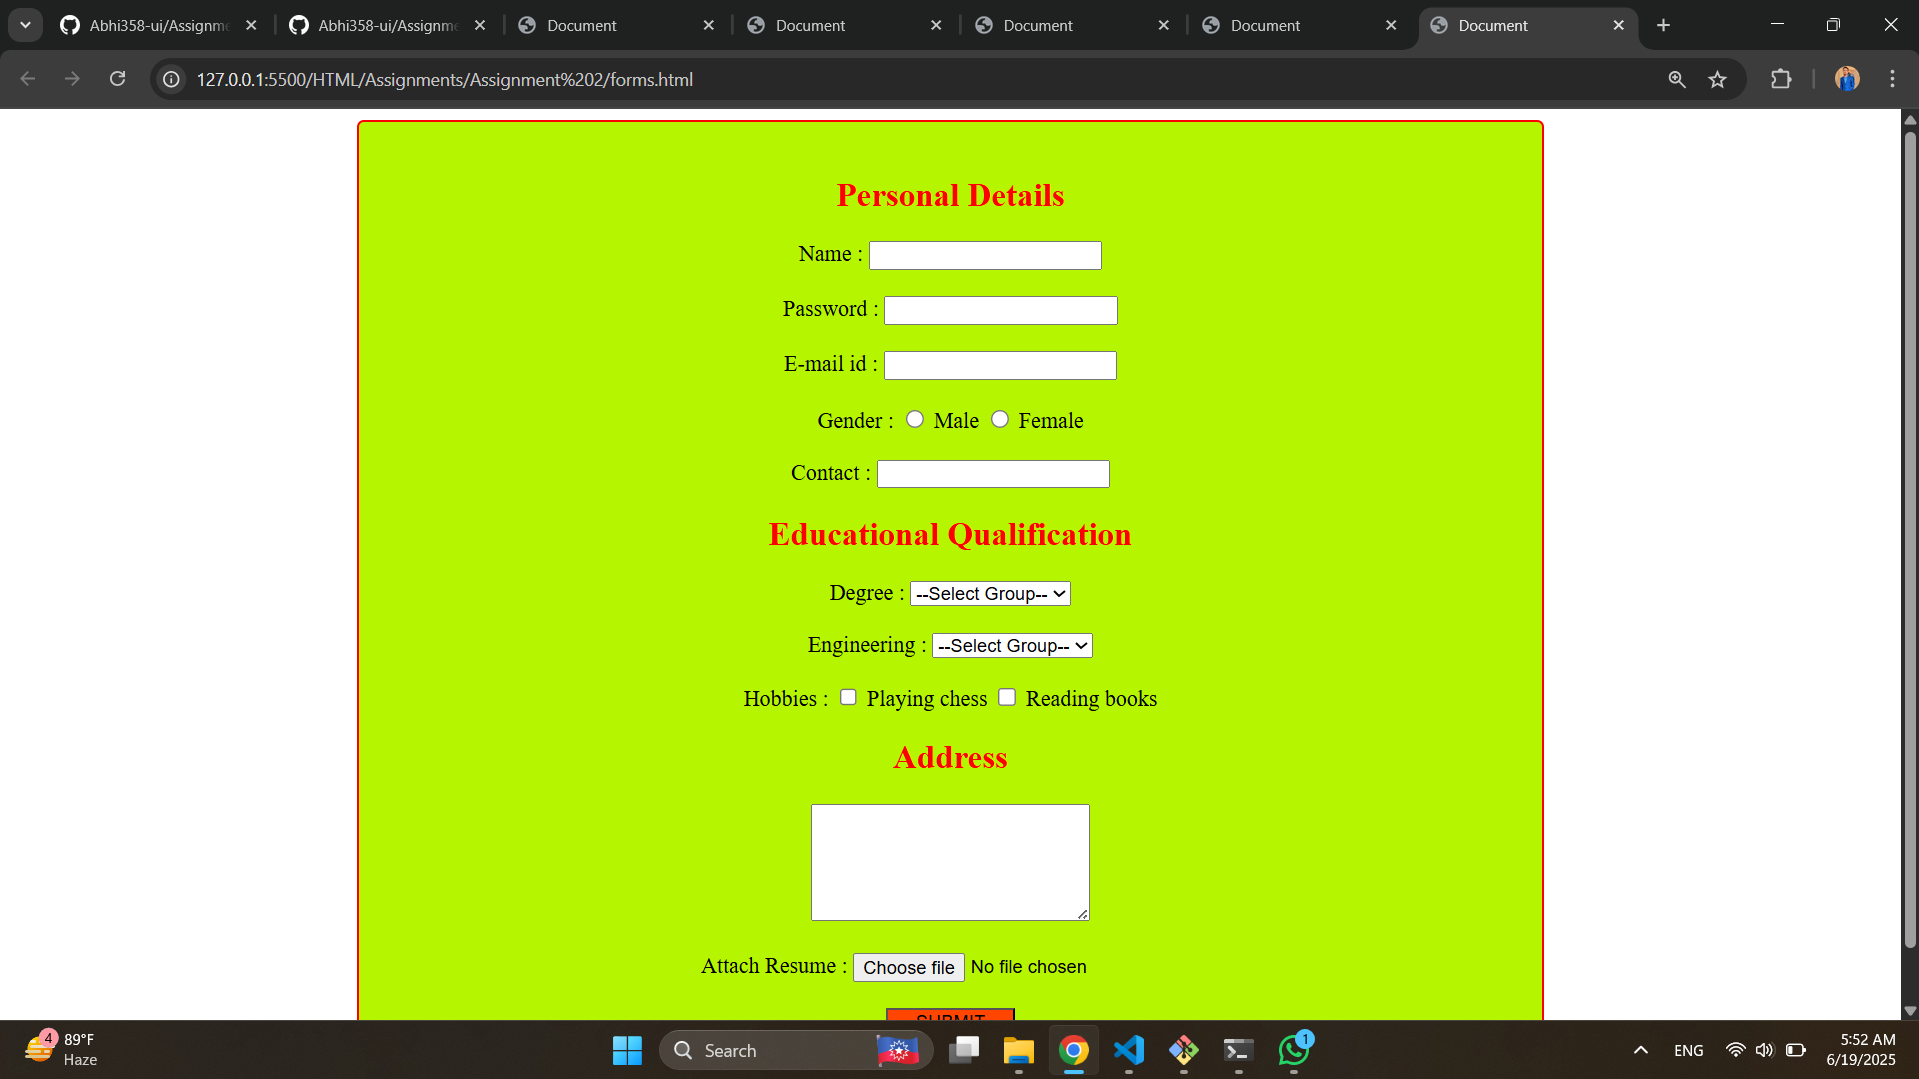 Abhi358-ui/Assignm
Abhi358-ui/Assignm
Document
Document
Document
Document
Document
127.0.0.1:5500/HTML/Assignments/Assignment%202/forms.html
Personal Details
Name :
Password :
E-mail id :
Gender : Male Female
Contact :
Educational Qualification
Degree : --Select Group--
Engineering : --Select Group--
Hobbies : Playing chess Reading books
Address
Attach Resume : Choose file No file chosen
SUBMIT
4
89°F
Haze
Search
1
ENG
5:52 AM
6/19/2025